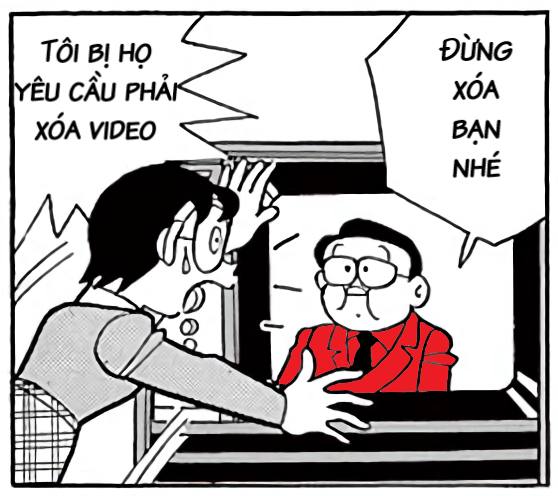 TÔI BỊ HỌ
YÊU CẦU PHẢI
XÓA VIDEO
ĐỪNG
XÓA
BẠN
NHÉ